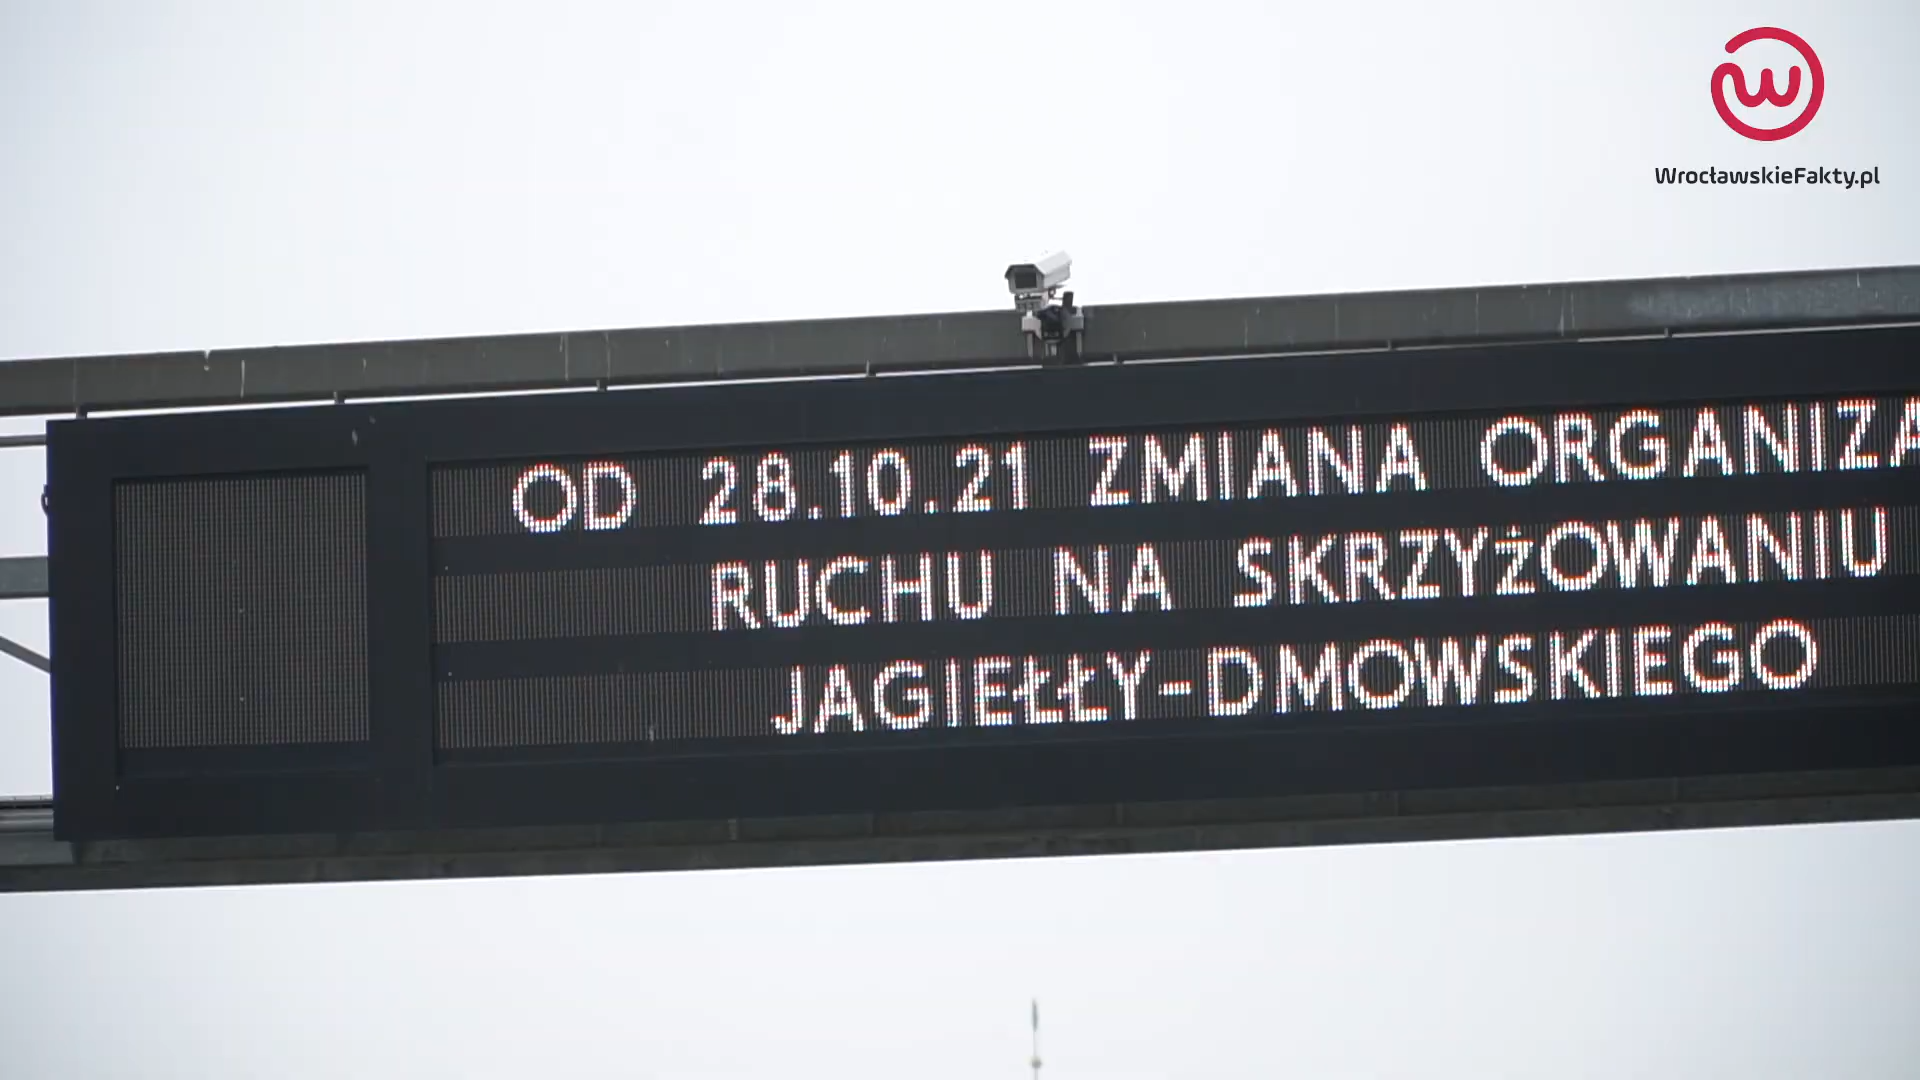 w
WrocławskieFakty.pl
OD 28.10.21 ZMIANA ORGANIZA
RUCHU NA SKRZYŻOWANIU
JAGIEŁŁY-DMOWSKIEGO